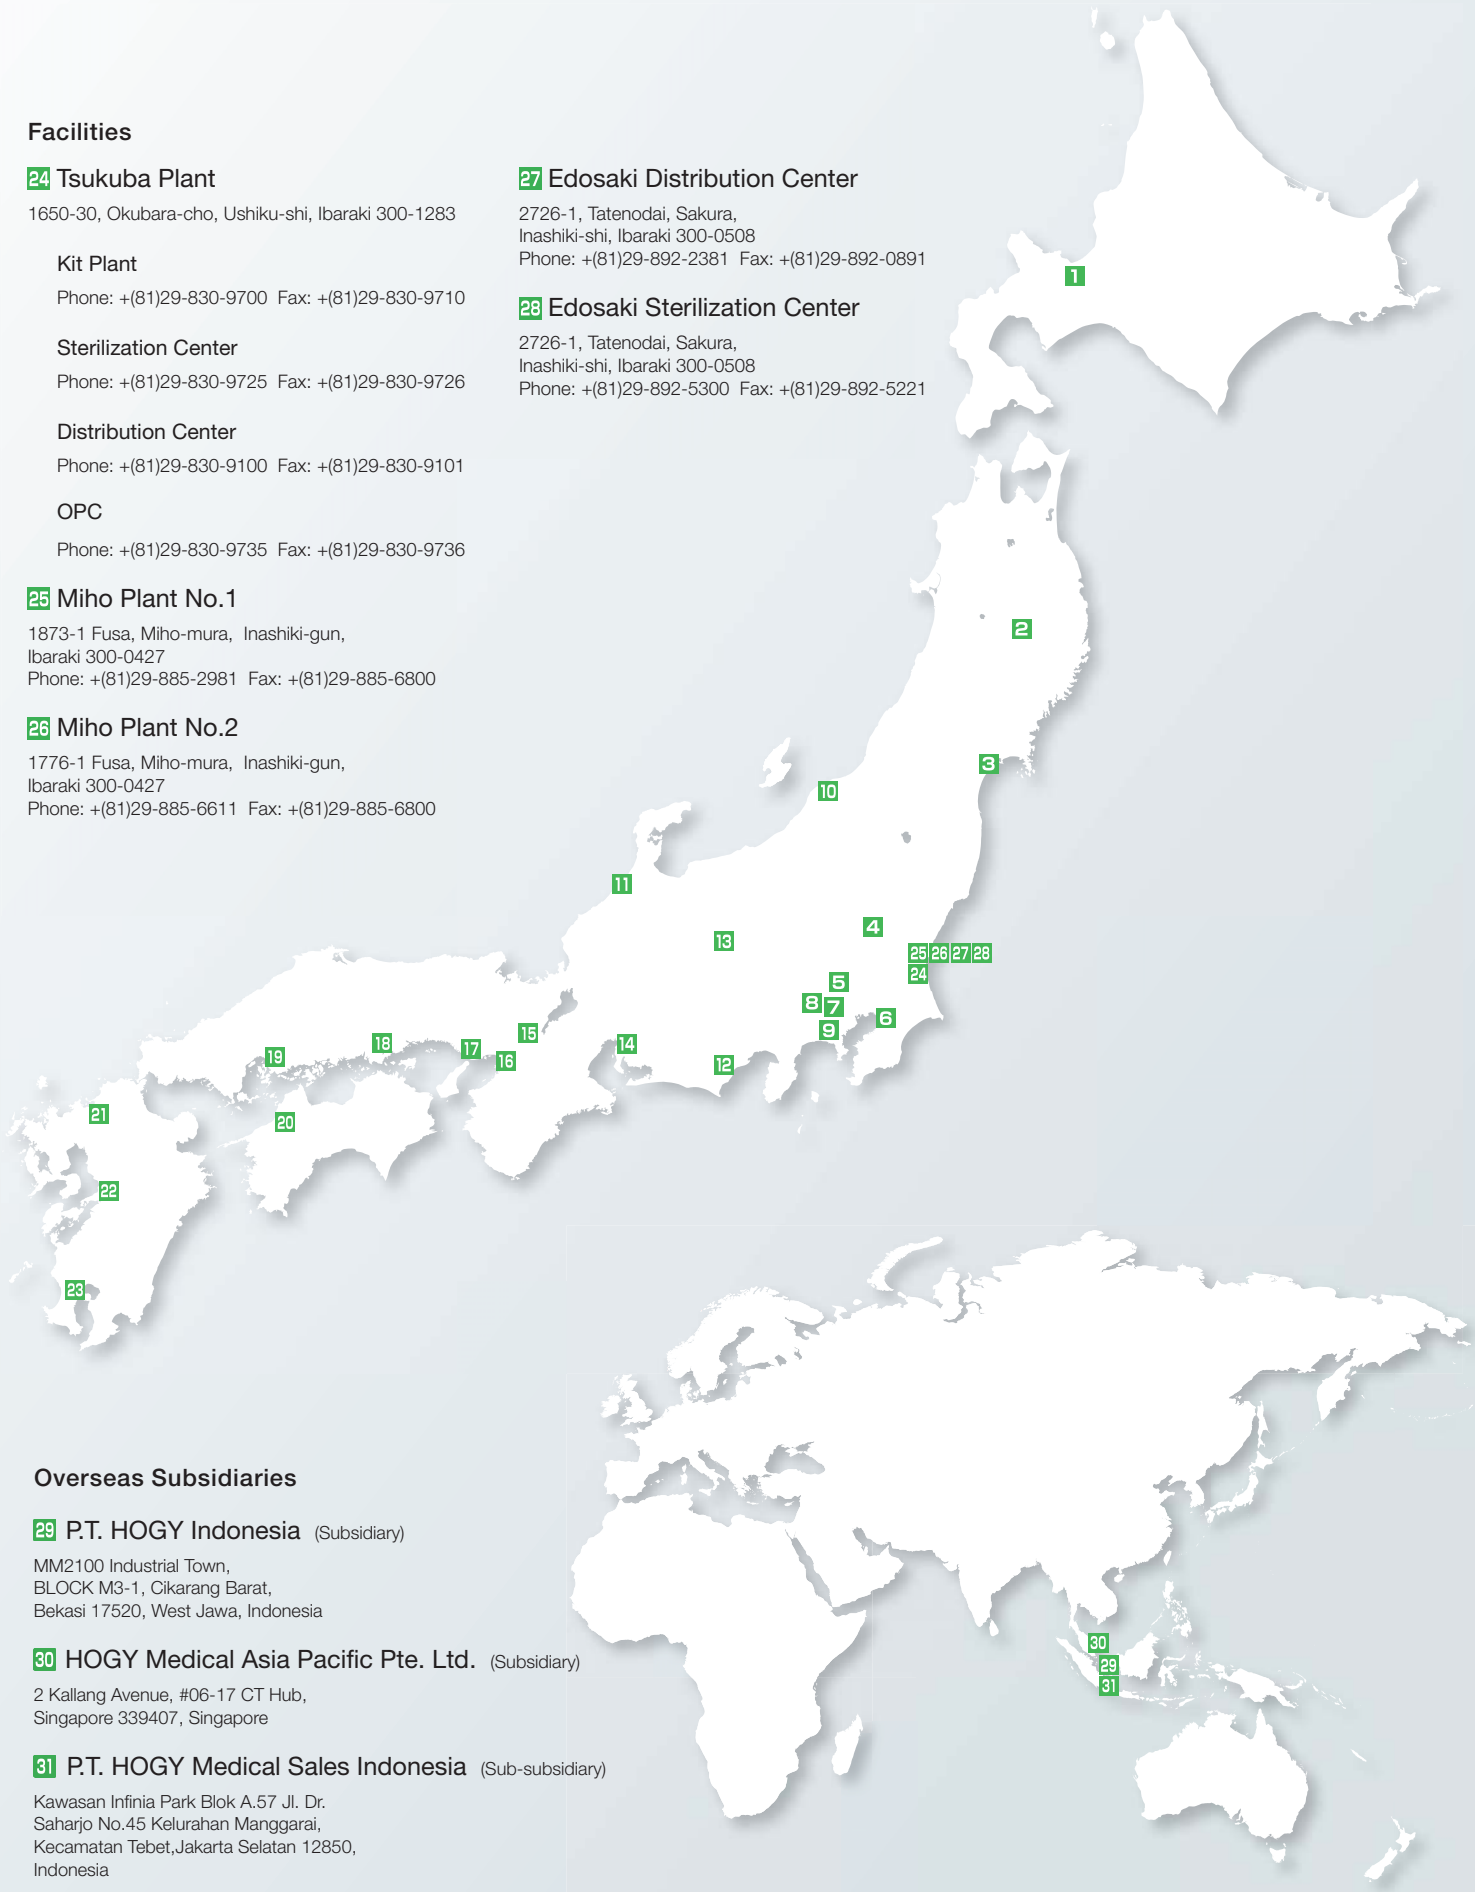 Facilities
24 Tsukuba Plant
1650-30, Okubara-cho, Ushiku-shi, Ibaraki 300-1283
Kit Plant
Phone: +(81)29-830-9700 Fax: +(81)29-830-9710
Sterilization Center
Phone: +(81)29-830-9725 Fax: +(81)29-830-9726
Distribution Center
Phone: +(81)29-830-9100 Fax: +(81)29-830-9101
OPC
Phone: +(81)29-830-9735 Fax: +(81)29-830-9736
25 Miho Plant No.1
1873-1 Fusa, Miho-mura, Inashiki-gun,
Ibaraki 300-0427
Phone: +(81)29-885-2981 Fax: +(81)29-885-6800
26 Miho Plant No.2
1776-1 Fusa, Miho-mura, Inashiki-gun,
Ibaraki 300-0427
Phone: +(81)29-885-6611 Fax: +(81)29-885-6800
27 Edosaki Distribution Center
2726-1, Tatenodai, Sakura,
Inashiki-shi, Ibaraki 300-0508
Phone: +(81)29-892-2381 Fax: +(81)29-892-0891
28 Edosaki Sterilization Center
2726-1, Tatenodai, Sakura,
Inashiki-shi, Ibaraki 300-0508
Phone: +(81)29-892-5300 Fax: +(81)29-892-5221
1
2
3
10
11
4
13
25 26 27 28
24
5
8
7
6
9
15
14
18
17
19
16
12
21
20
22
23
Overseas Subsidiaries
29 P.T. HOGY Indonesia (Subsidiary)
MM2100 Industrial Town,
BLOCK M3-1, Cikarang Barat,
Bekasi 17520, West Jawa, Indonesia
30 HOGY Medical Asia Pacific Pte. Ltd. (Subsidiary)
2 Kallang Avenue, #06-17 CT Hub,
Singapore 339407, Singapore
31 P.T. HOGY Medical Sales Indonesia (Sub-subsidiary)
Kawasan Infinia Park Blok A.57 Jl. Dr.
Saharjo No.45 Kelurahan Manggarai,
Kecamatan Tebet,Jakarta Selatan 12850,
Indonesia
30
29
31